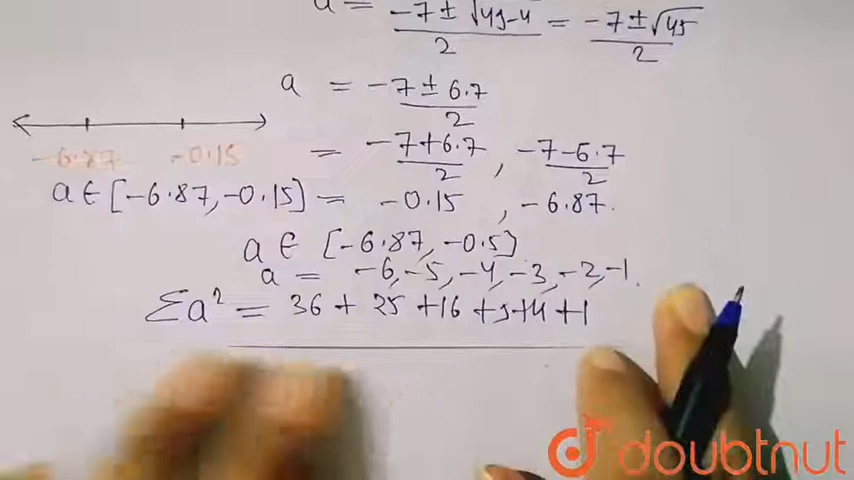 a = -7 ± √49-4 / 2 = -7 ± √45 / 2
a = -7 ± 6.7 / 2
-6.87 -0.15
= -7+6.7 / 2 , -7-6.7 / 2
a ∈ [-6.87, -0.15] = -0.15 , -6.87.
a ∈ [-6.87, -0.5]
a = -6, -5, -4, -3, -2, -1.
Σa² = 36 + 25 + 16 + 9 + 4 + 1
doubtnut